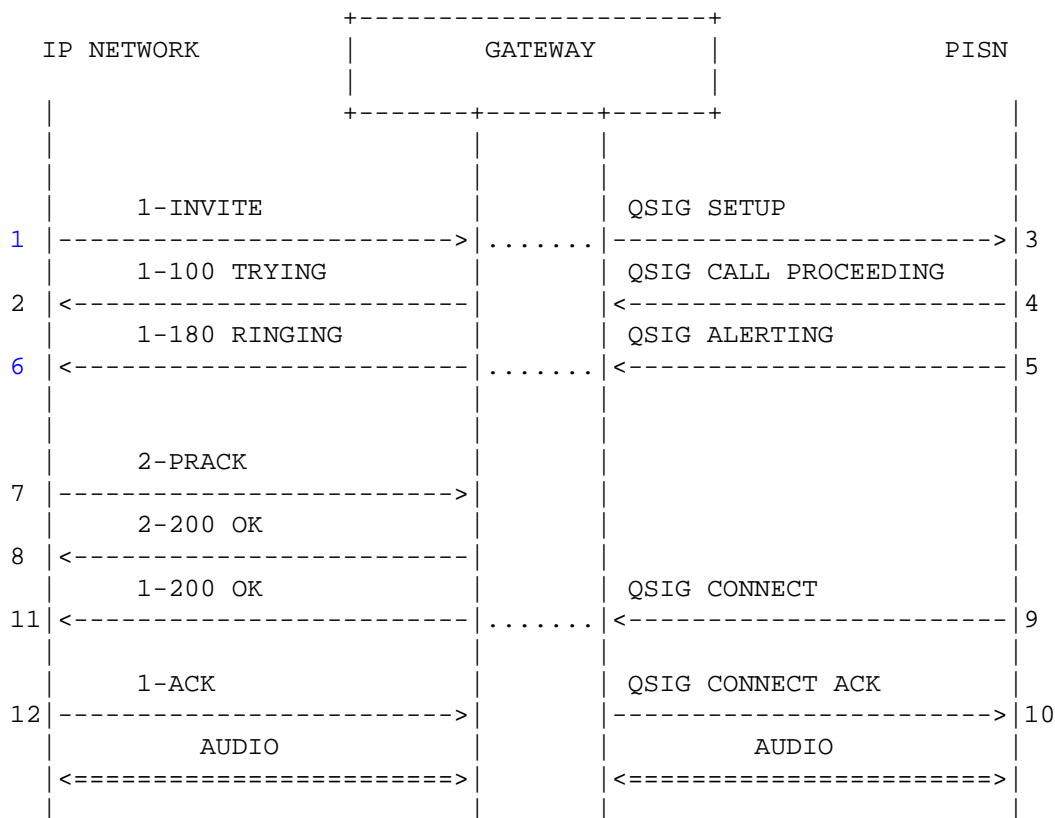 IP NETWORK GATEWAY PISN
1-INVITE QSIG SETUP
1 3
1-100 TRYING QSIG CALL PROCEEDING
2 4
1-180 RINGING QSIG ALERTING
6 5
2-PRACK
7
2-200 OK
8
1-200 OK QSIG CONNECT
11 9
1-ACK QSIG CONNECT ACK
12 10
AUDIO AUDIO